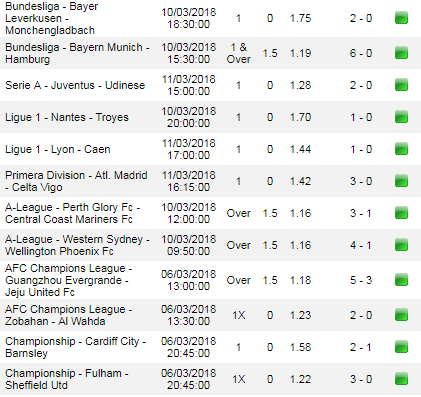 Bundesliga - Bayer Leverkusen - Monchengladbach 10/03/2018 18:30:00 1 0 1.75 2 - 0
Bundesliga - Bayern Munich - Hamburg 10/03/2018 15:30:00 1 & Over 1.5 1.19 6 - 0
Serie A - Juventus - Udinese 11/03/2018 15:00:00 1 0 1.28 2 - 0
Ligue 1 - Nantes - Troyes 10/03/2018 20:00:00 1 0 1.70 1 - 0
Ligue 1 - Lyon - Caen 11/03/2018 17:00:00 1 0 1.44 1 - 0
Primera Division - Atl. Madrid - Celta Vigo 11/03/2018 16:15:00 1 0 1.42 3 - 0
A-League - Perth Glory Fc - Central Coast Mariners Fc 10/03/2018 12:00:00 Over 1.5 1.16 3 - 1
A-League - Western Sydney - Wellington Phoenix Fc 10/03/2018 09:50:00 Over 1.5 1.16 4 - 1
AFC Champions League - Guangzhou Evergrande - Jeju United Fc 06/03/2018 13:00:00 Over 1.5 1.18 5 - 3
AFC Champions League - Zobahan - Al Wahda 06/03/2018 13:30:00 1X 0 1.23 2 - 0
Championship - Cardiff City - Barnsley 06/03/2018 20:45:00 1 0 1.58 2 - 1
Championship - Fulham - Sheffield Utd 06/03/2018 20:45:00 1X 0 1.22 3 - 0